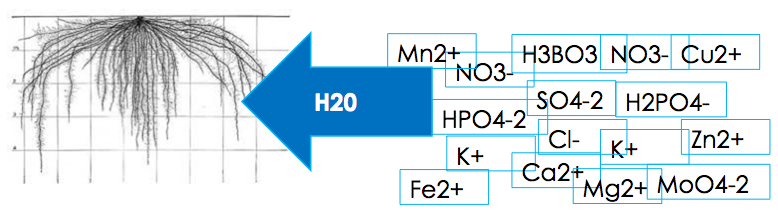 Mn2+ H3BO3 NO3- Cu2+
NO3-
SO4-2 H2PO4-
H20
HPO4-2
Cl- K+ Zn2+
K+
Ca2+
Fe2+ Mg2+ MoO4-2